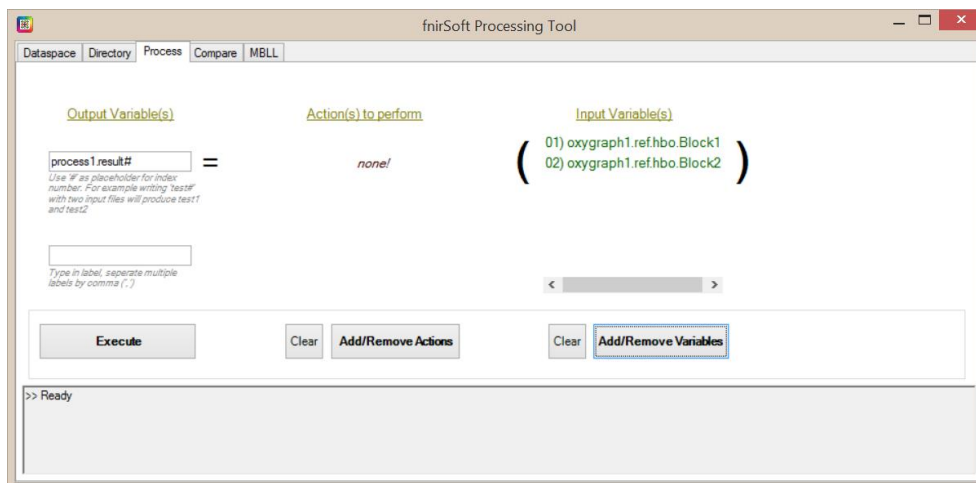 fnirSoft Processing Tool
Dataspace Directory Process Compare MBLL
Output Variable(s) Action(s) to perform Input Variable(s)
process1.result# = none! ( 01) oxygraph1.ref.hbo.Block1
02) oxygraph1.ref.hbo.Block2 )
Use '#' as placeholder for index
number. For example writing 'test#'
with two input files will produce test1
and test2
Type in label, seperate multiple
labels by comma (',')
Execute Clear Add/Remove Actions Clear Add/Remove Variables
>> Ready